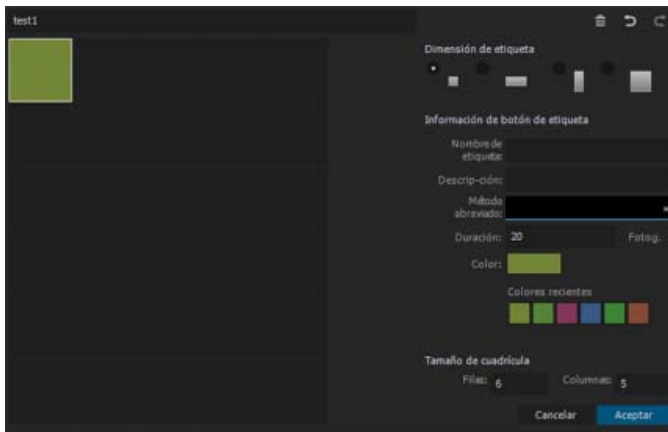 test1
Dimensión de etiqueta
Información de botón de etiqueta
Nombre de
etiqueta:
Descrip-ción:
Método
abreviado:
Duración: 20 Fotog.
Color:
Colores recientes
Tamaño de cuadrícula
Filas: 6 Columnas: 5
Cancelar Aceptar